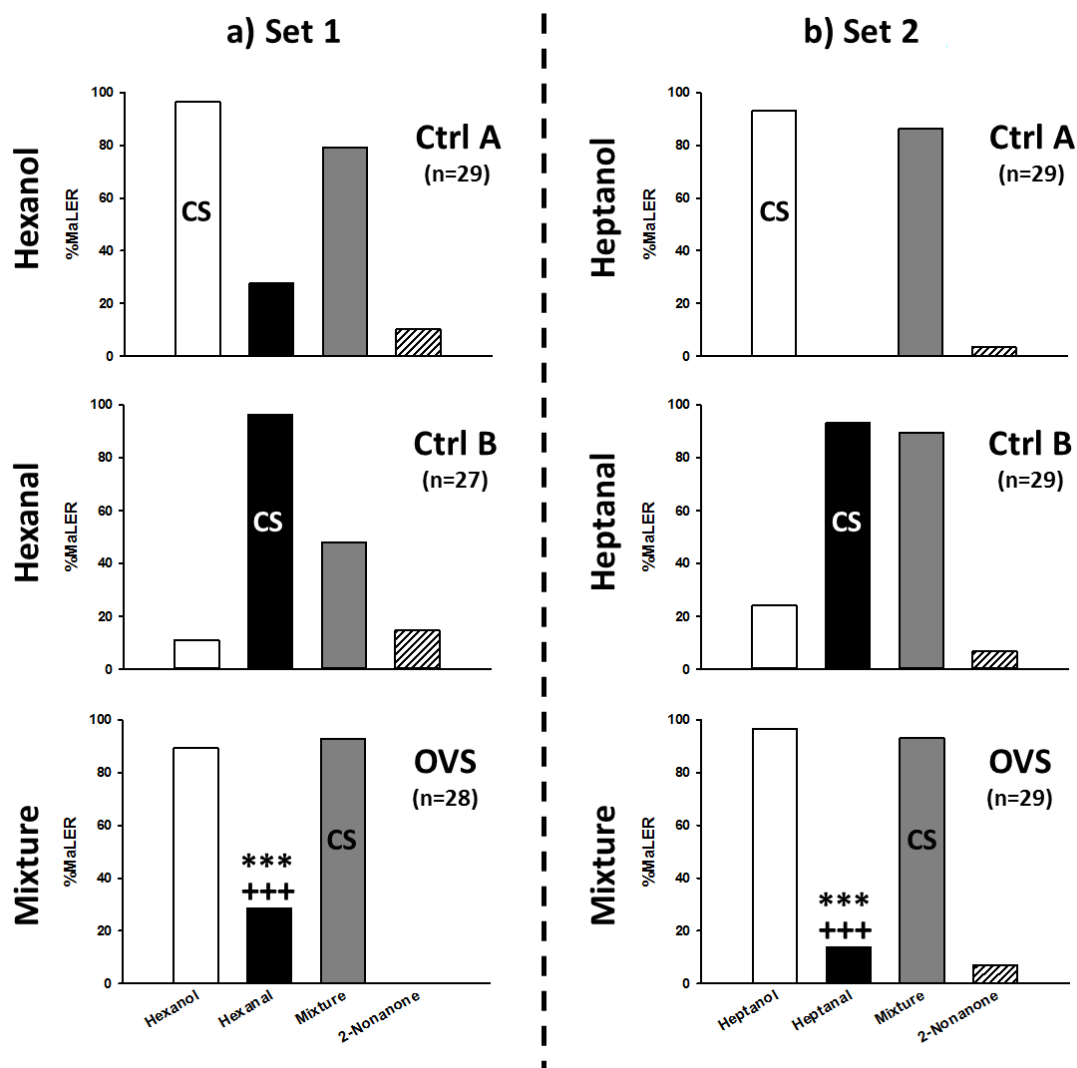 a) Set 1
b) Set 2
Hexanol
%MaLER
100
80
60
40
20
0
CS
Ctrl A
(n=29)
Heptanol
%MaLER
100
80
60
40
20
0
CS
Ctrl A
(n=29)
Hexanal
%MaLER
100
80
60
40
20
0
CS
Ctrl B
(n=27)
Heptanal
%MaLER
100
80
60
40
20
0
CS
Ctrl B
(n=29)
Mixture
%MaLER
100
80
60
40
20
0
***
+++
CS
OVS
(n=28)
Hexanol
Hexanal
Mixture
2-Nonanone
Mixture
%MaLER
100
80
60
40
20
0
***
+++
CS
OVS
(n=29)
Heptanol
Heptanal
Mixture
2-Nonanone